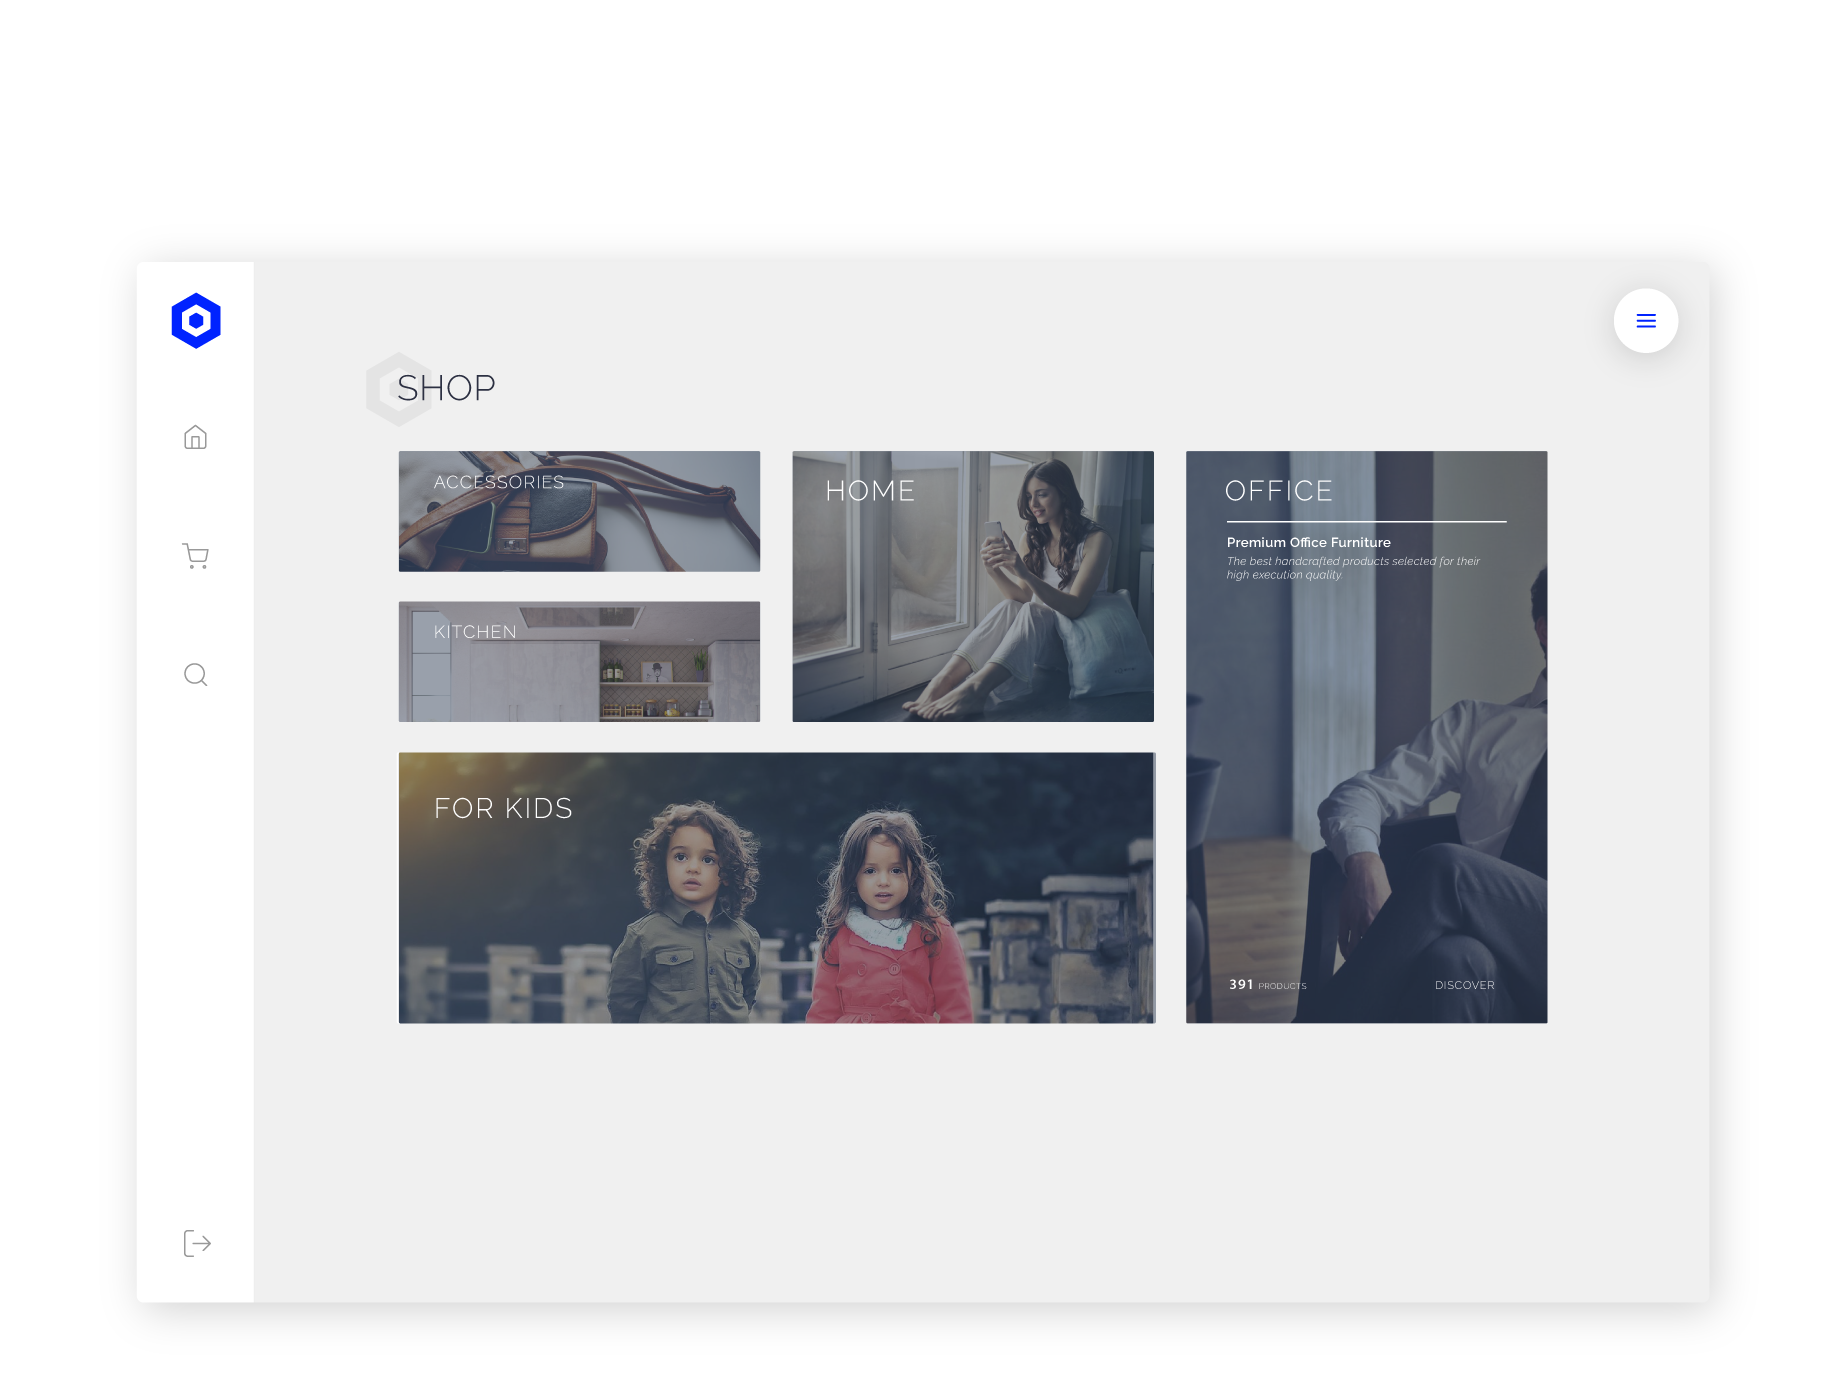 SHOP
ACCESSORIES
KITCHEN
HOME
FOR KIDS
OFFICE
Premium Office Furniture
The best handcrafted products selected for their
high execution quality.
391 PRODUCTS
DISCOVER